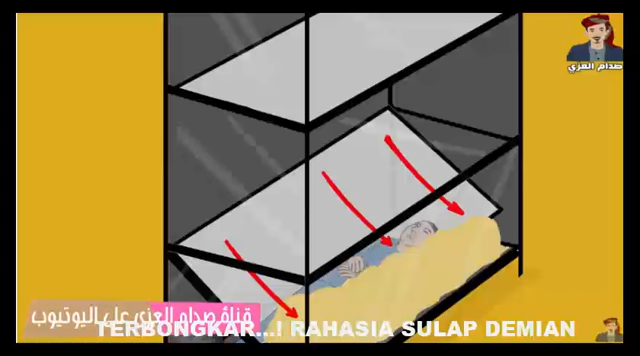 صدام العزي
قناة صدام العزي على اليوتيوب
TERBONGKAR...! RAHASIA SULAP DEMIAN